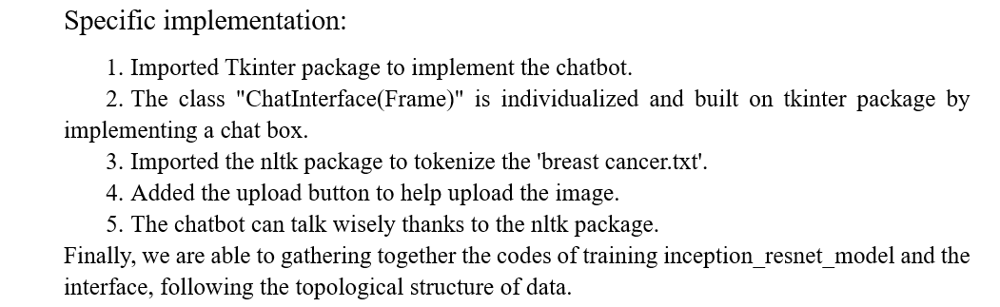 Specific implementation:
1. Imported Tkinter package to implement the chatbot.
2. The class "ChatInterface(Frame)" is individualized and built on tkinter package by
implementing a chat box.
3. Imported the nltk package to tokenize the 'breast cancer.txt'.
4. Added the upload button to help upload the image.
5. The chatbot can talk wisely thanks to the nltk package.
Finally, we are able to gathering together the codes of training inception_resnet_model and the
interface, following the topological structure of data.